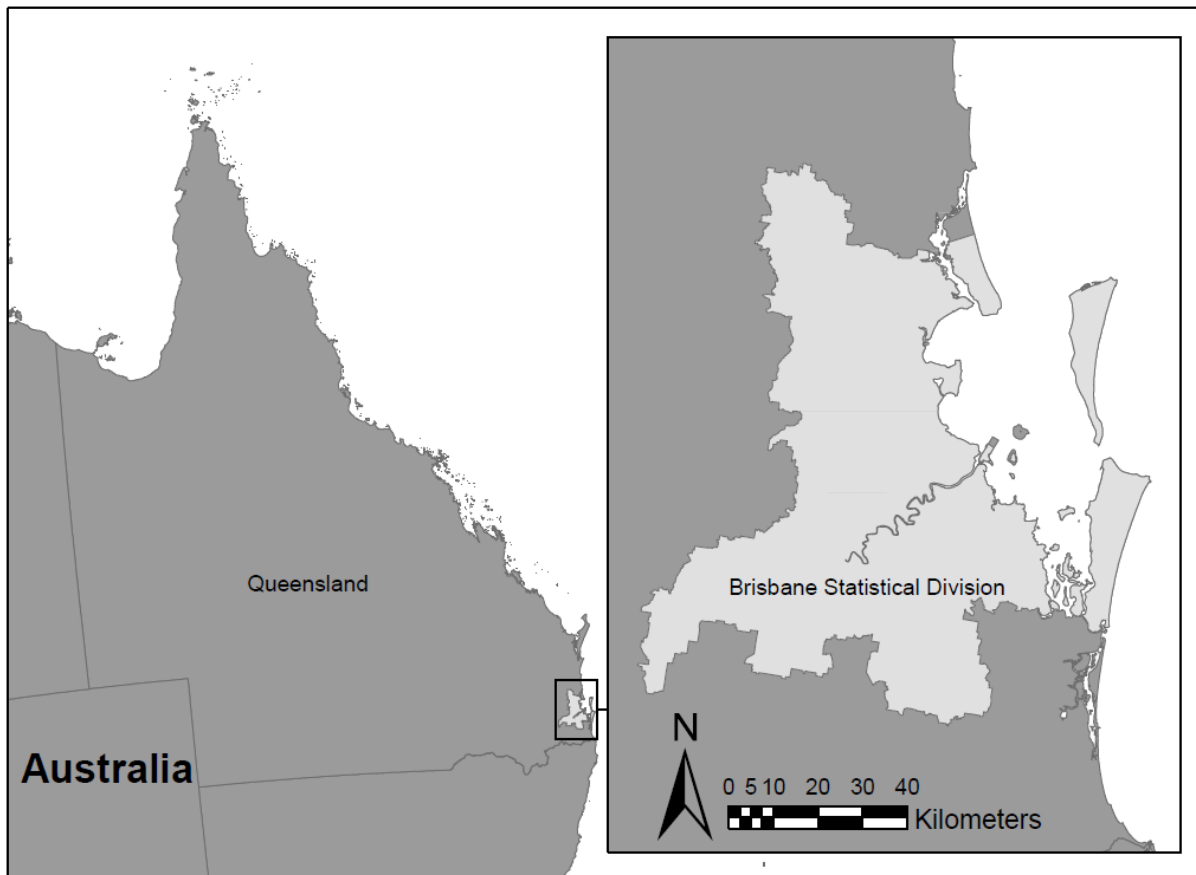 Queensland
Australia
Brisbane Statistical Division
N
0 5 10 20 30 40
Kilometers